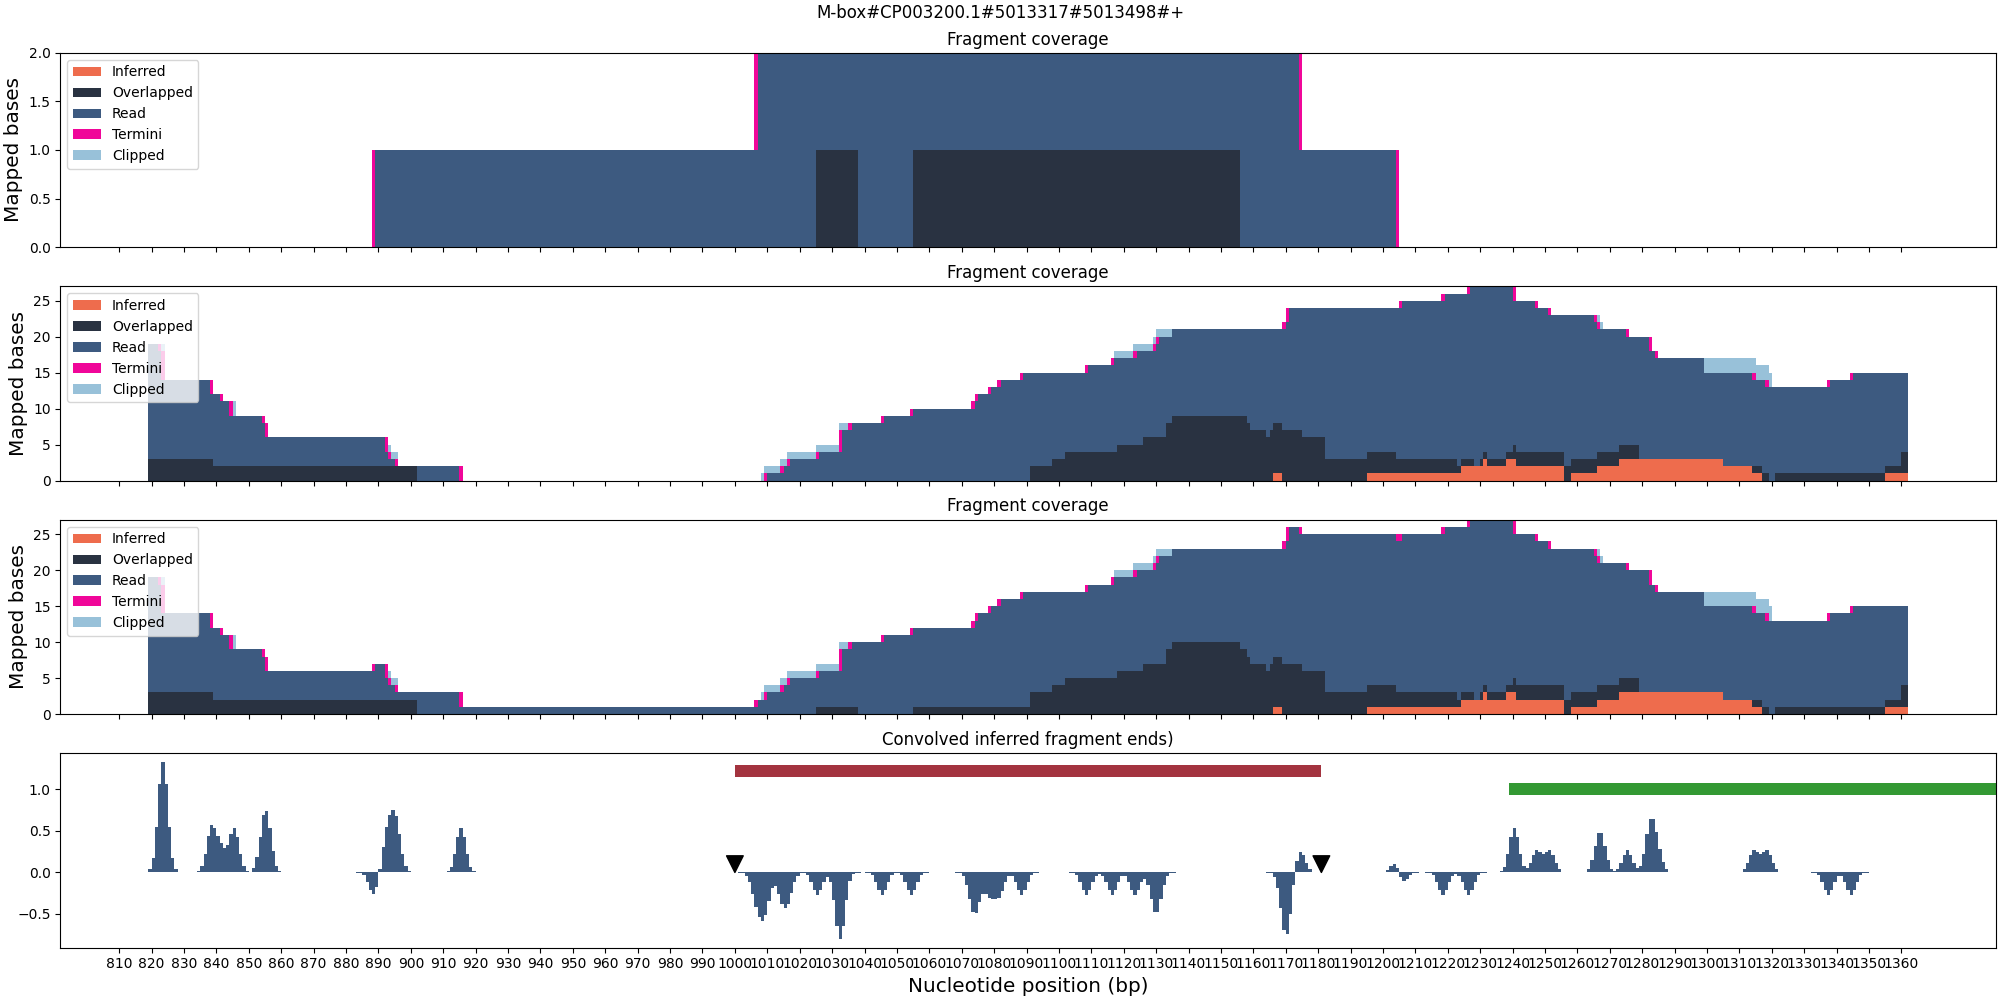 M-box#CP003200.1#5013317#5013498#+
Fragment coverage
Mapped bases
2.0
1.5
1.0
0.5
0.0
Inferred
Overlapped
Read
Termini
Clipped
Fragment coverage
Mapped bases
25
20
15
10
5
0
Inferred
Overlapped
Read
Termini
Clipped
Fragment coverage
Mapped bases
25
20
15
10
5
0
Inferred
Overlapped
Read
Termini
Clipped
Convolved inferred fragment ends)
1.0
0.5
0.0
−0.5
810 820 830 840 850 860 870 880 890 900 910 920 930 940 950 960 970 980 990 1000 1010 1020 1030 1040 1050 1060 1070 1080 1090 1100 1110 1120 1130 1140 1150 1160 1170 1180 1190 1200 1210 1220 1230 1240 1250 1260 1270 1280 1290 1300 1310 1320 1330 1340 1350 1360
Nucleotide position (bp)